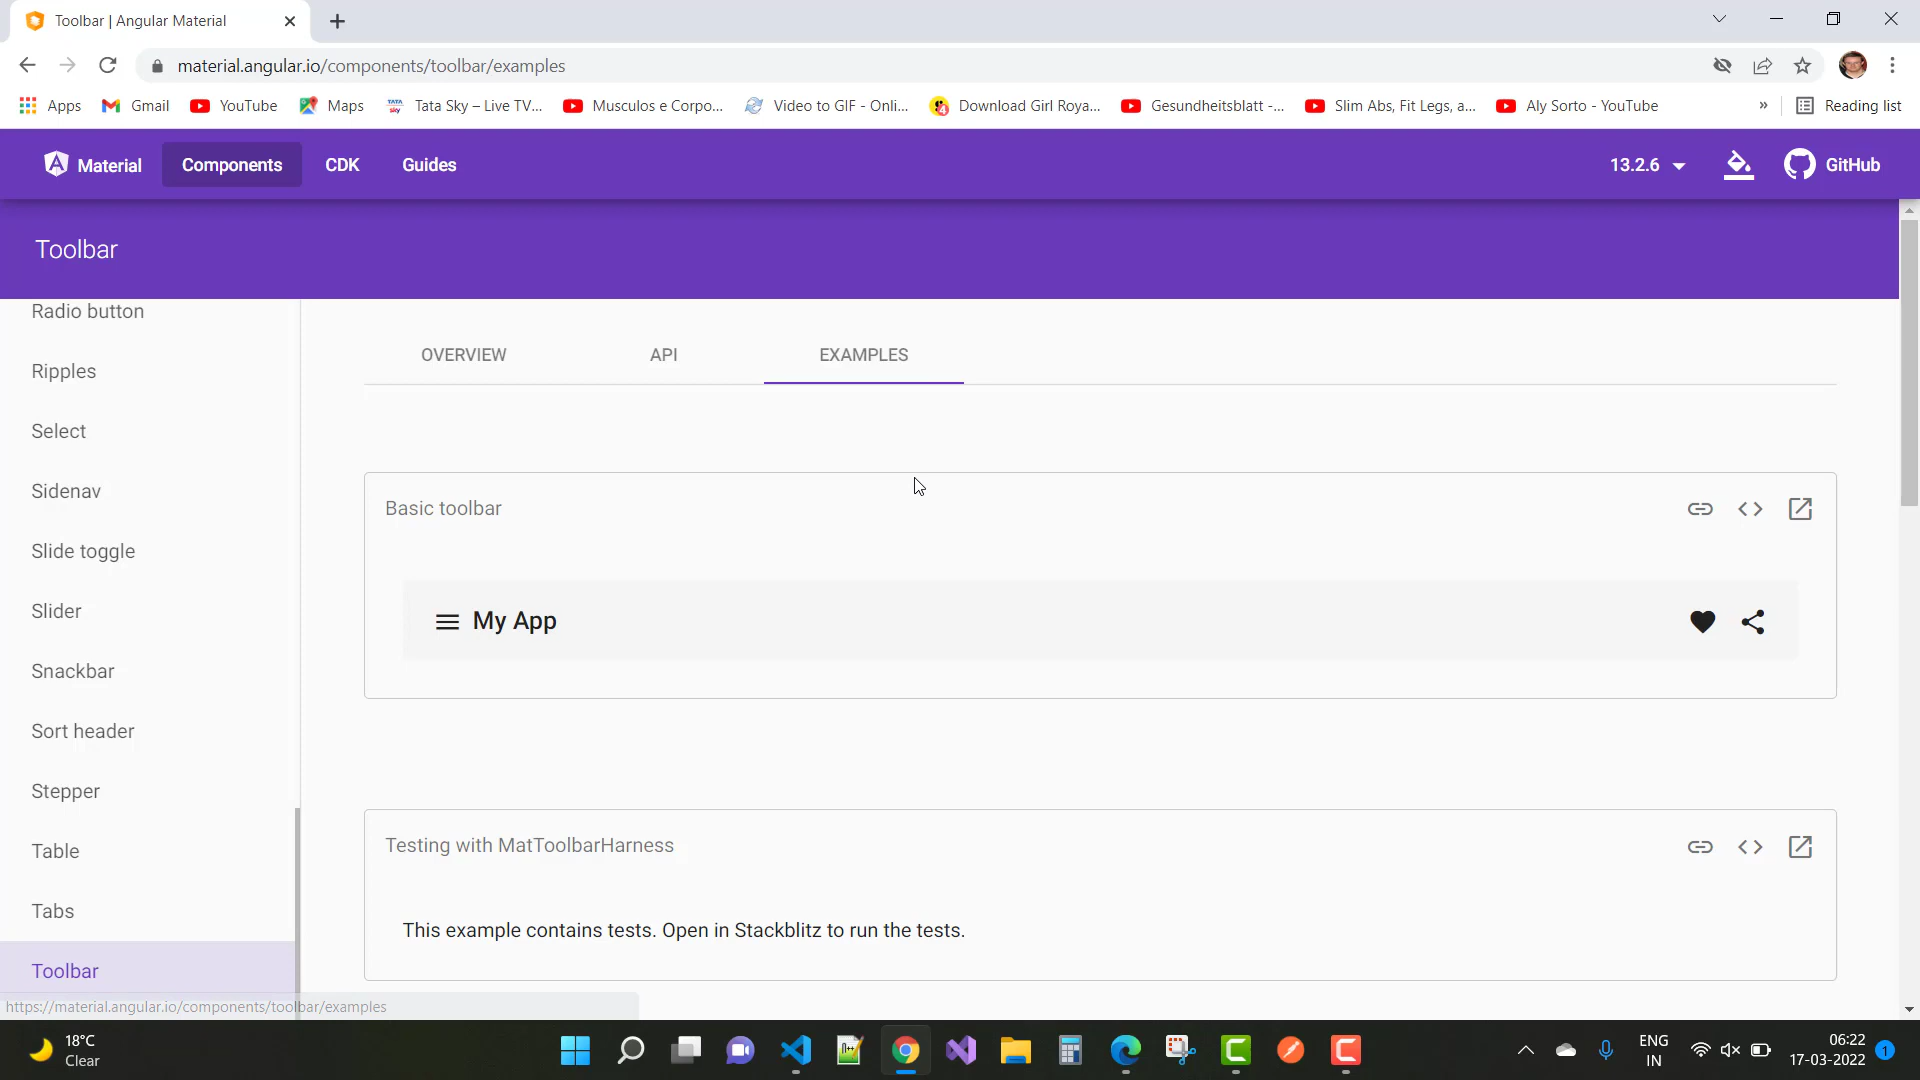 Toolbar | Angular Material
material.angular.io/components/toolbar/examples
Apps Gmail YouTube Maps TATA sky Tata Sky – Live TV... Musculos e Corpo... Video to GIF - Onli... Download Girl Roya... Gesundheitsblatt -... Slim Abs, Fit Legs, a... Aly Sorto - YouTube » Reading list
Material Components CDK Guides 13.2.6 GitHub
Toolbar
Radio button
Ripples
Select
Sidenav
Slide toggle
Slider
Snackbar
Sort header
Stepper
Table
Tabs
Toolbar
OVERVIEW API EXAMPLES
Basic toolbar
My App
Testing with MatToolbarHarness
This example contains tests. Open in Stackblitz to run the tests.
https://material.angular.io/components/toolbar/examples
18°C
Clear
ENG
IN
06:22
17-03-2022
1